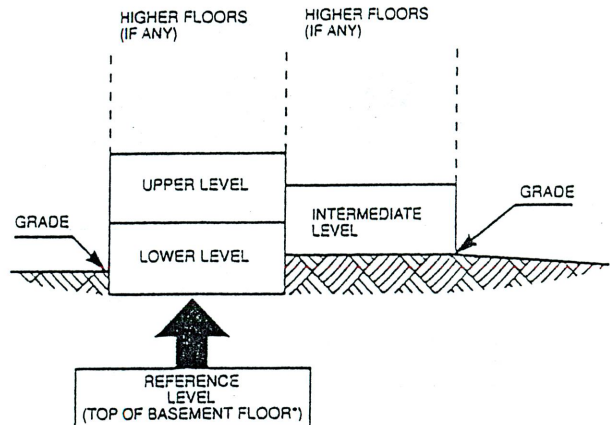 HIGHER FLOORS
(IF ANY)
HIGHER FLOORS
(IF ANY)
UPPER LEVEL
GRADE
INTERMEDIATE
LEVEL
GRADE
LOWER LEVEL
REFERENCE
LEVEL
(TOP OF BASEMENT FLOOR*)